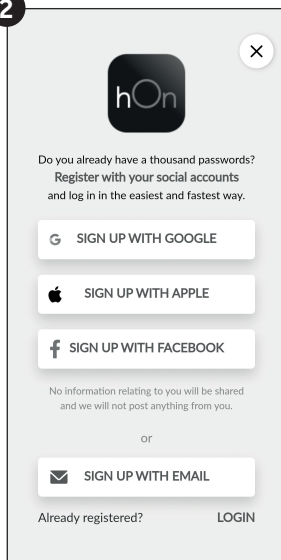 2
hOn
Do you already have a thousand passwords?
Register with your social accounts
and log in in the easiest and fastest way.
SIGN UP WITH GOOGLE
SIGN UP WITH APPLE
SIGN UP WITH FACEBOOK
No information relating to you will be shared
and we will not post anything from you.
or
SIGN UP WITH EMAIL
Already registered? LOGIN